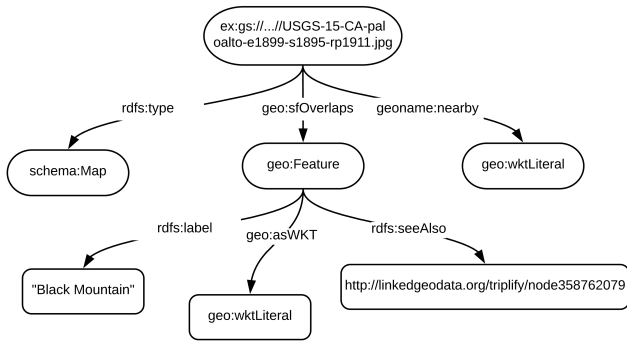 ex:gs://...//USGS-15-CA-pal
oalto-e1899-s1895-rp1911.jpg
rdfs:type
geo:sfOverlaps
geoname:nearby
schema:Map
geo:Feature
geo:wktLiteral
rdfs:label
geo:asWKT
rdfs:seeAlso
"Black Mountain"
geo:wktLiteral
http://linkedgeodata.org/triplify/node358762079